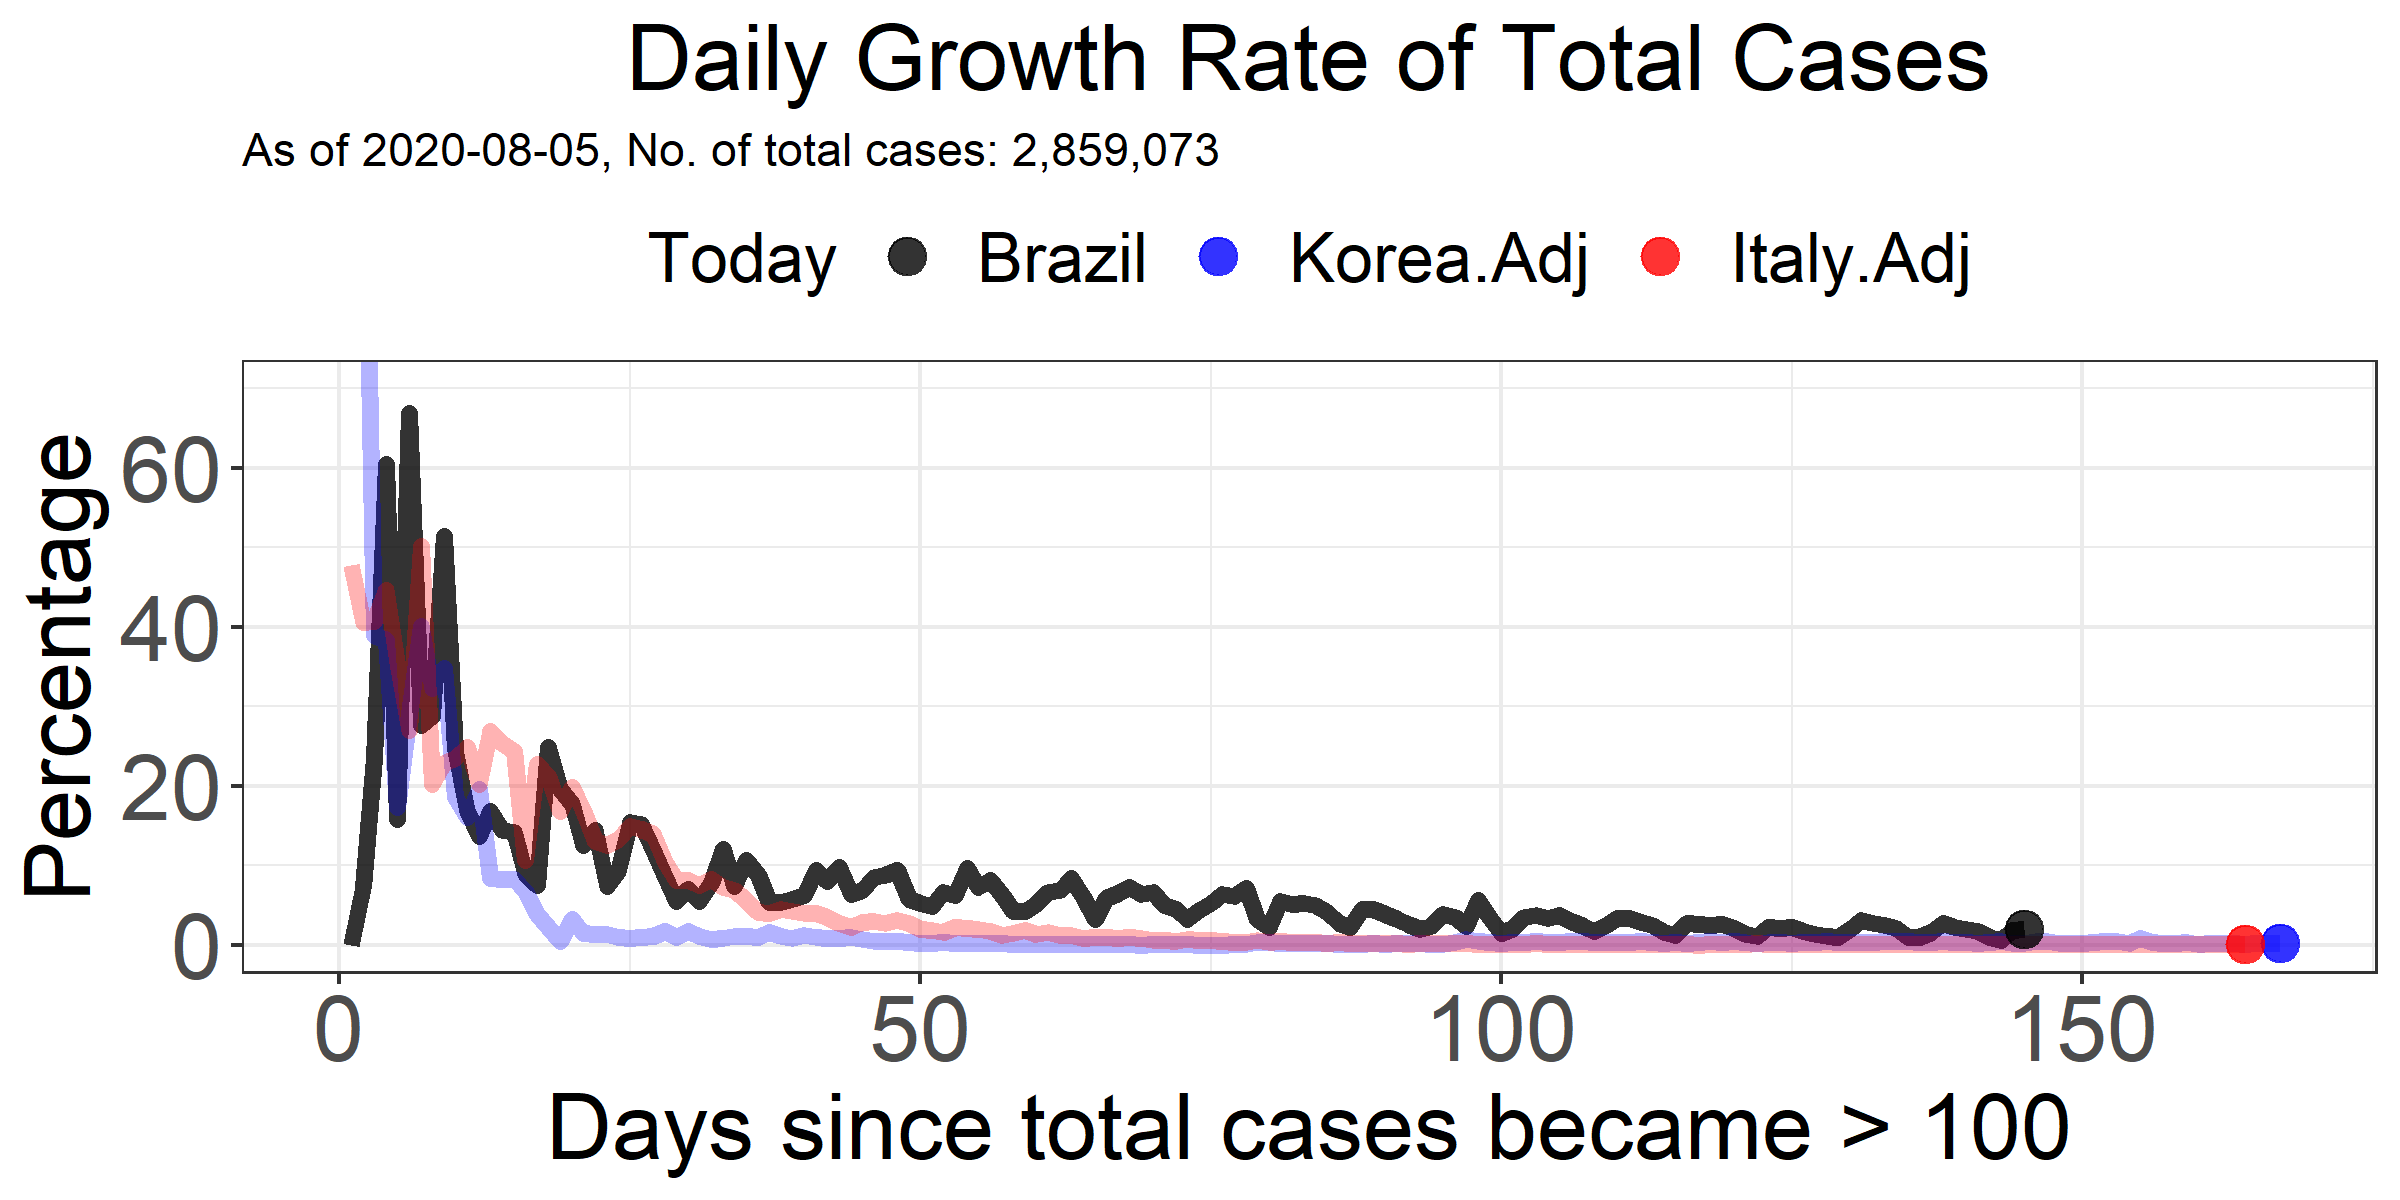 Daily Growth Rate of Total Cases
As of 2020-08-05, No. of total cases: 2,859,073
Today Brazil Korea.Adj Italy.Adj
Percentage
60
40
20
0
0 50 100 150
Days since total cases became > 100